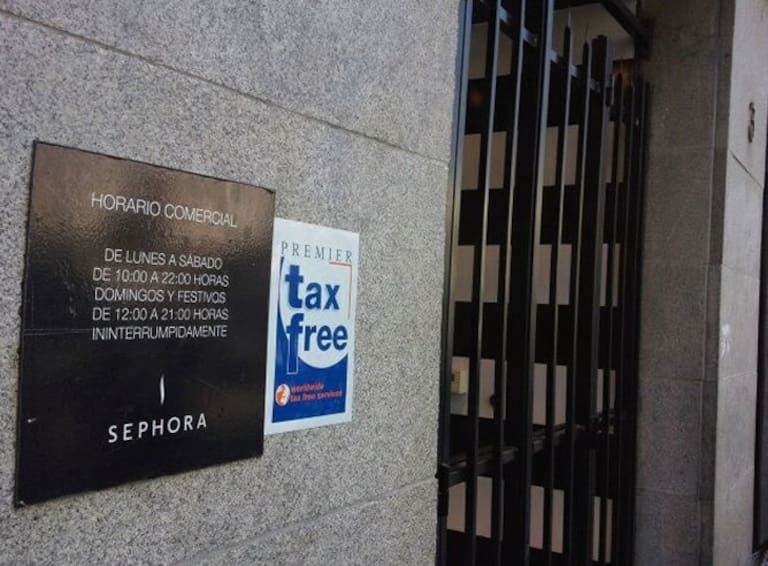 HORARIO COMERCIAL
DE LUNES A SÁBADO
DE 10:00 A 22:00 HORAS
DOMINGOS Y FESTIVOS
DE 12:00 A 21:00 HORAS
ININTERRUMPIDAMENTE
SEPHORA
PREMIER
tax
free
worldwide
tax free services
3